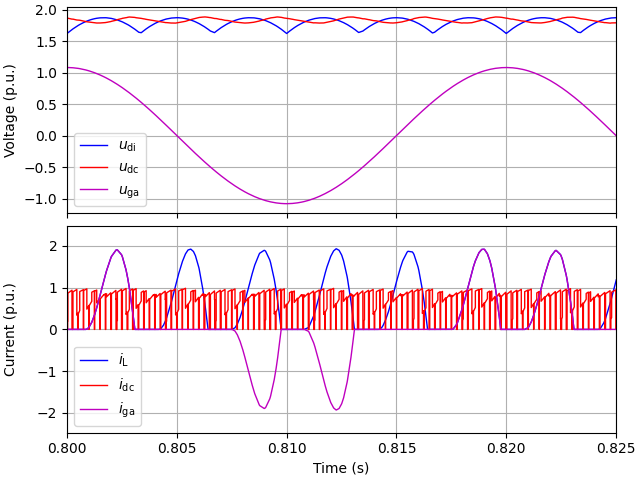 2.0
1.5
1.0
0.5
0.0
−0.5
−1.0
Voltage (p.u.)
u_di
u_dc
u_ga
2
1
0
−1
−2
Current (p.u.)
i_L
i_dc
i_ga
0.800 0.805 0.810 0.815 0.820 0.825
Time (s)